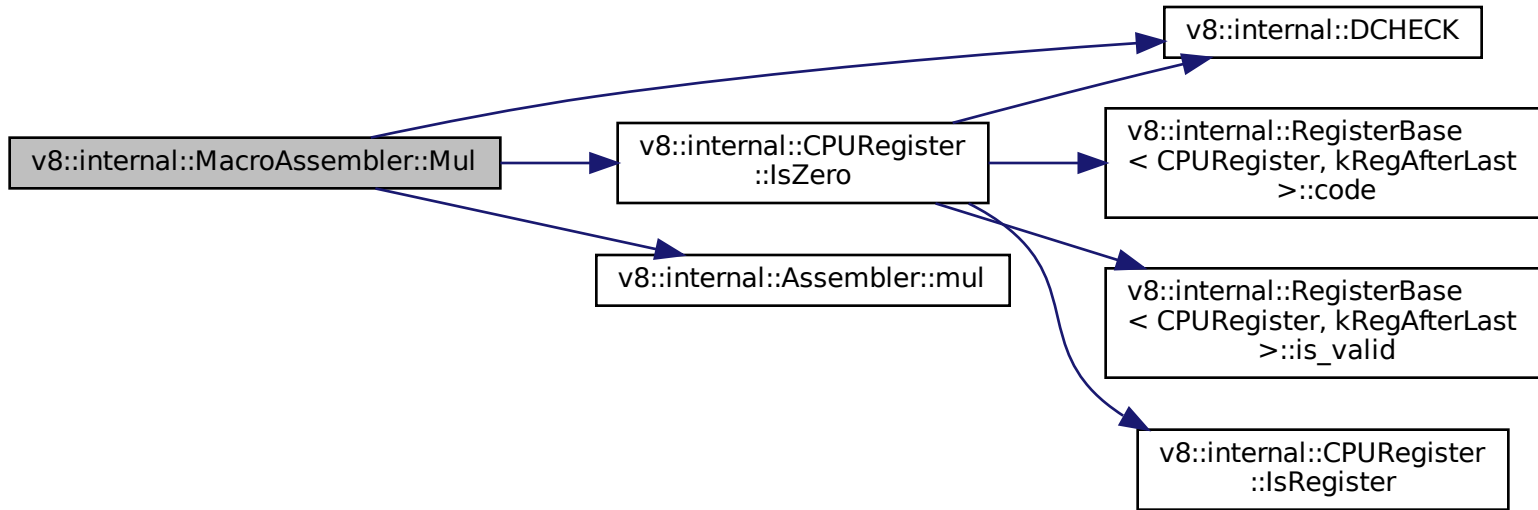 v8::internal::MacroAssembler::Mul
v8::internal::DCHECK
v8::internal::CPURegister
::IsZero
v8::internal::RegisterBase
< CPURegister, kRegAfterLast
>::code
v8::internal::Assembler::mul
v8::internal::RegisterBase
< CPURegister, kRegAfterLast
>::is_valid
v8::internal::CPURegister
::IsRegister